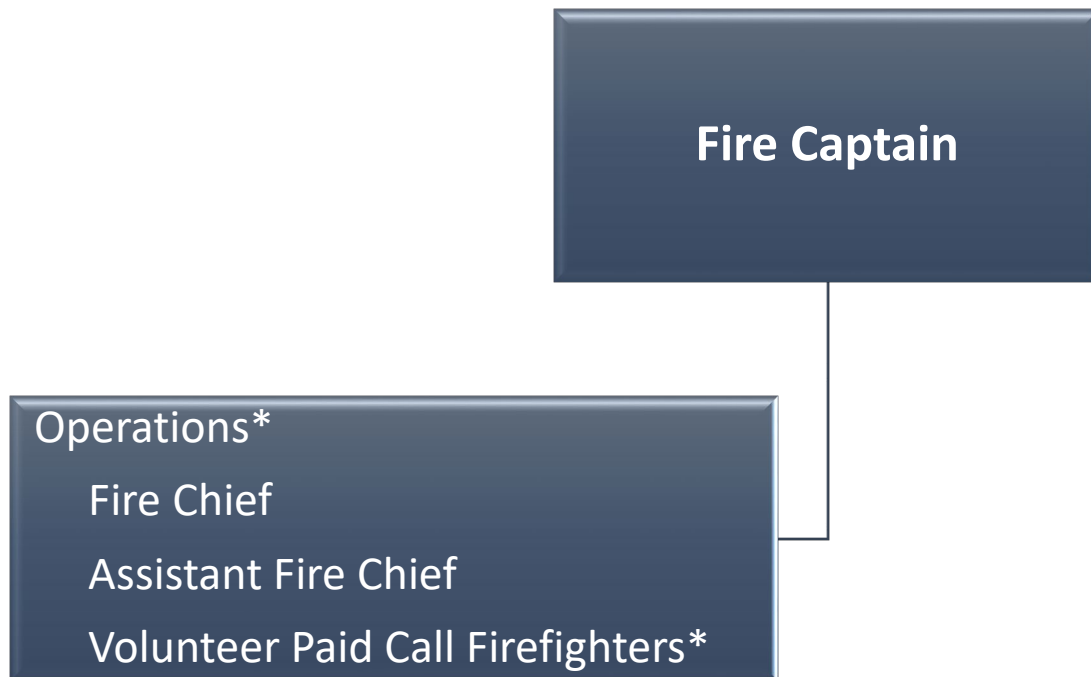 Fire Captain
Operations*
Fire Chief
Assistant Fire Chief
Volunteer Paid Call Firefighters*